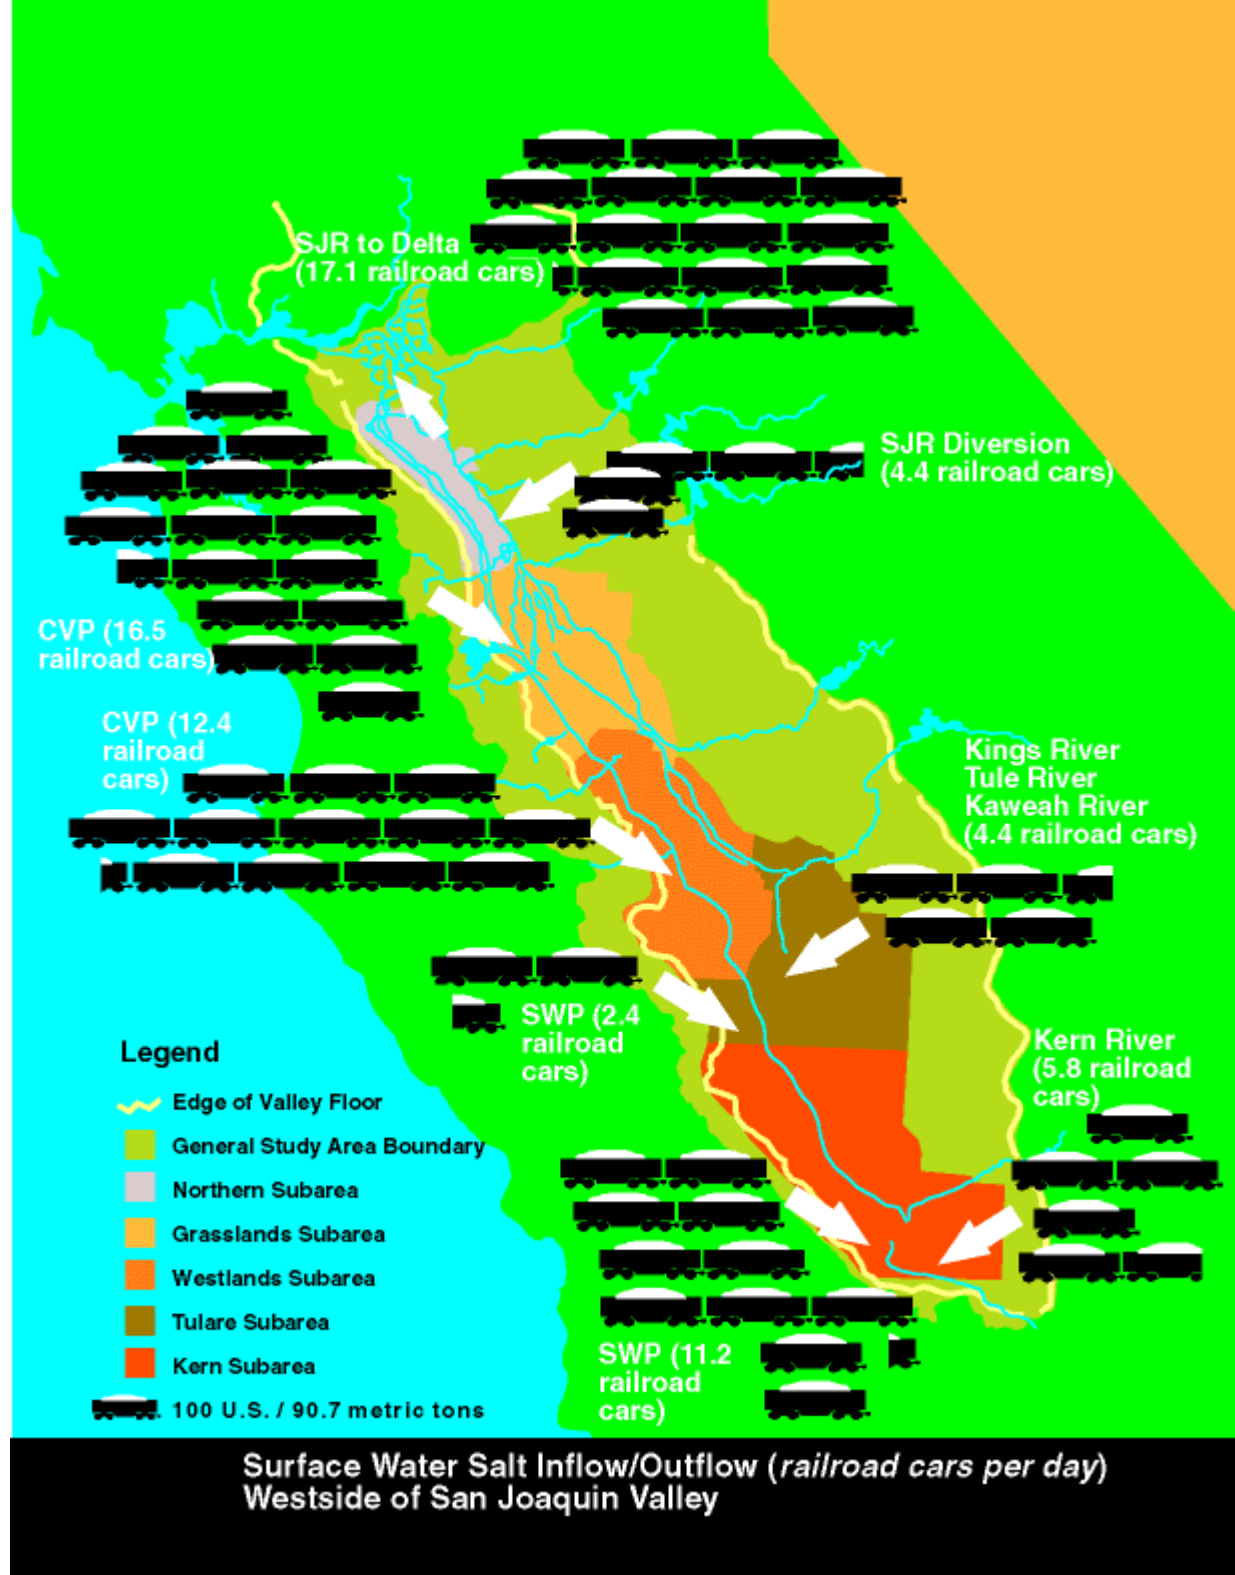 SJR to Delta
(17.1 railroad cars)
SJR Diversion
(4.4 railroad cars)
CVP (16.5
railroad cars)
CVP (12.4
railroad
cars)
Kings River
Tule River
Kaweah River
(4.4 railroad cars)
SWP (2.4
railroad
cars)
Kern River
(5.8 railroad
cars)
Legend
Edge of Valley Floor
General Study Area Boundary
Northern Subarea
Grasslands Subarea
Westlands Subarea
Tulare Subarea
Kern Subarea
100 U.S. / 90.7 metric tons
SWP (11.2
railroad
cars)
Surface Water Salt Inflow/Outflow (railroad cars per day)
Westside of San Joaquin Valley